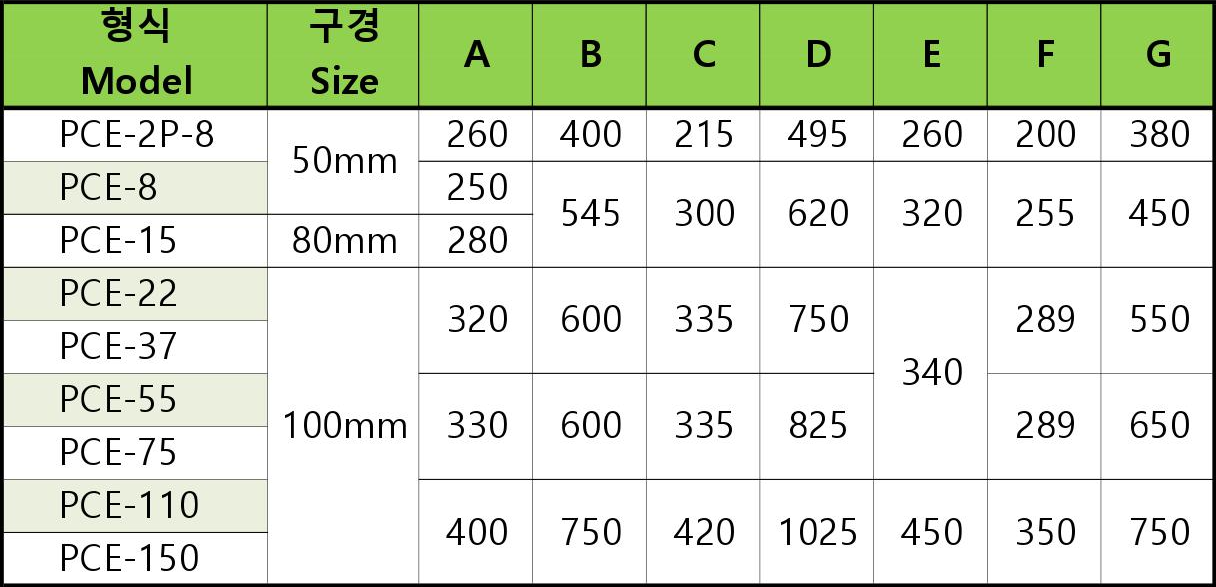 형식 구경 A B C D E F G
Model Size
PCE-2P-8 50mm 260 400 215 495 260 200 380
PCE-8 250 545 300 620 320 255 450
PCE-15 80mm 280
PCE-22 320 600 335 750 340 289 550
PCE-37
PCE-55 100mm 330 600 335 825 289 650
PCE-75
PCE-110 400 750 420 1025 450 350 750
PCE-150